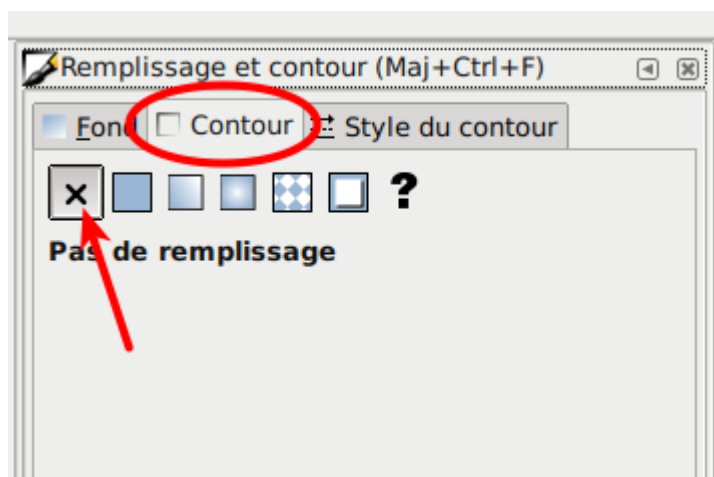 Remplissage et contour (Maj+Ctrl+F)
Fond Contour Style du contour
?
Pas de remplissage